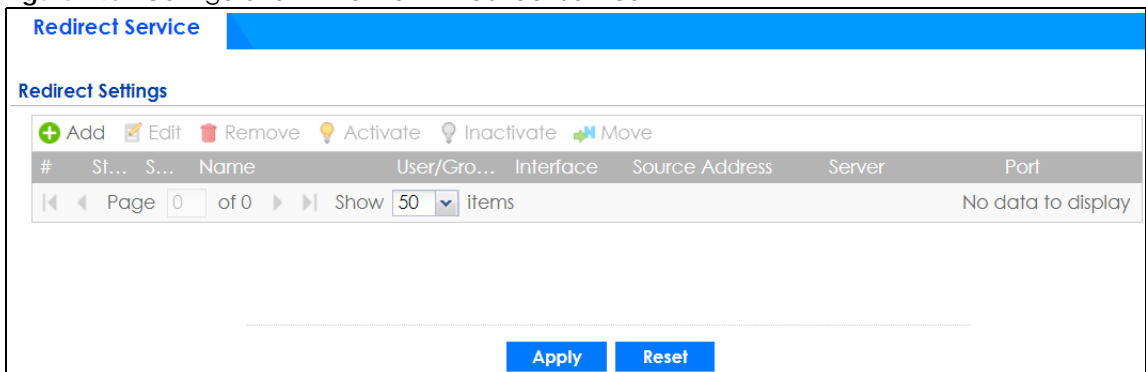 Redirect Service
Redirect Settings
Add Edit Remove Activate Inactivate Move
# St... S... Name User/Gro... Interface Source Address Server Port
Page 0 of 0 Show 50 items No data to display
Apply Reset